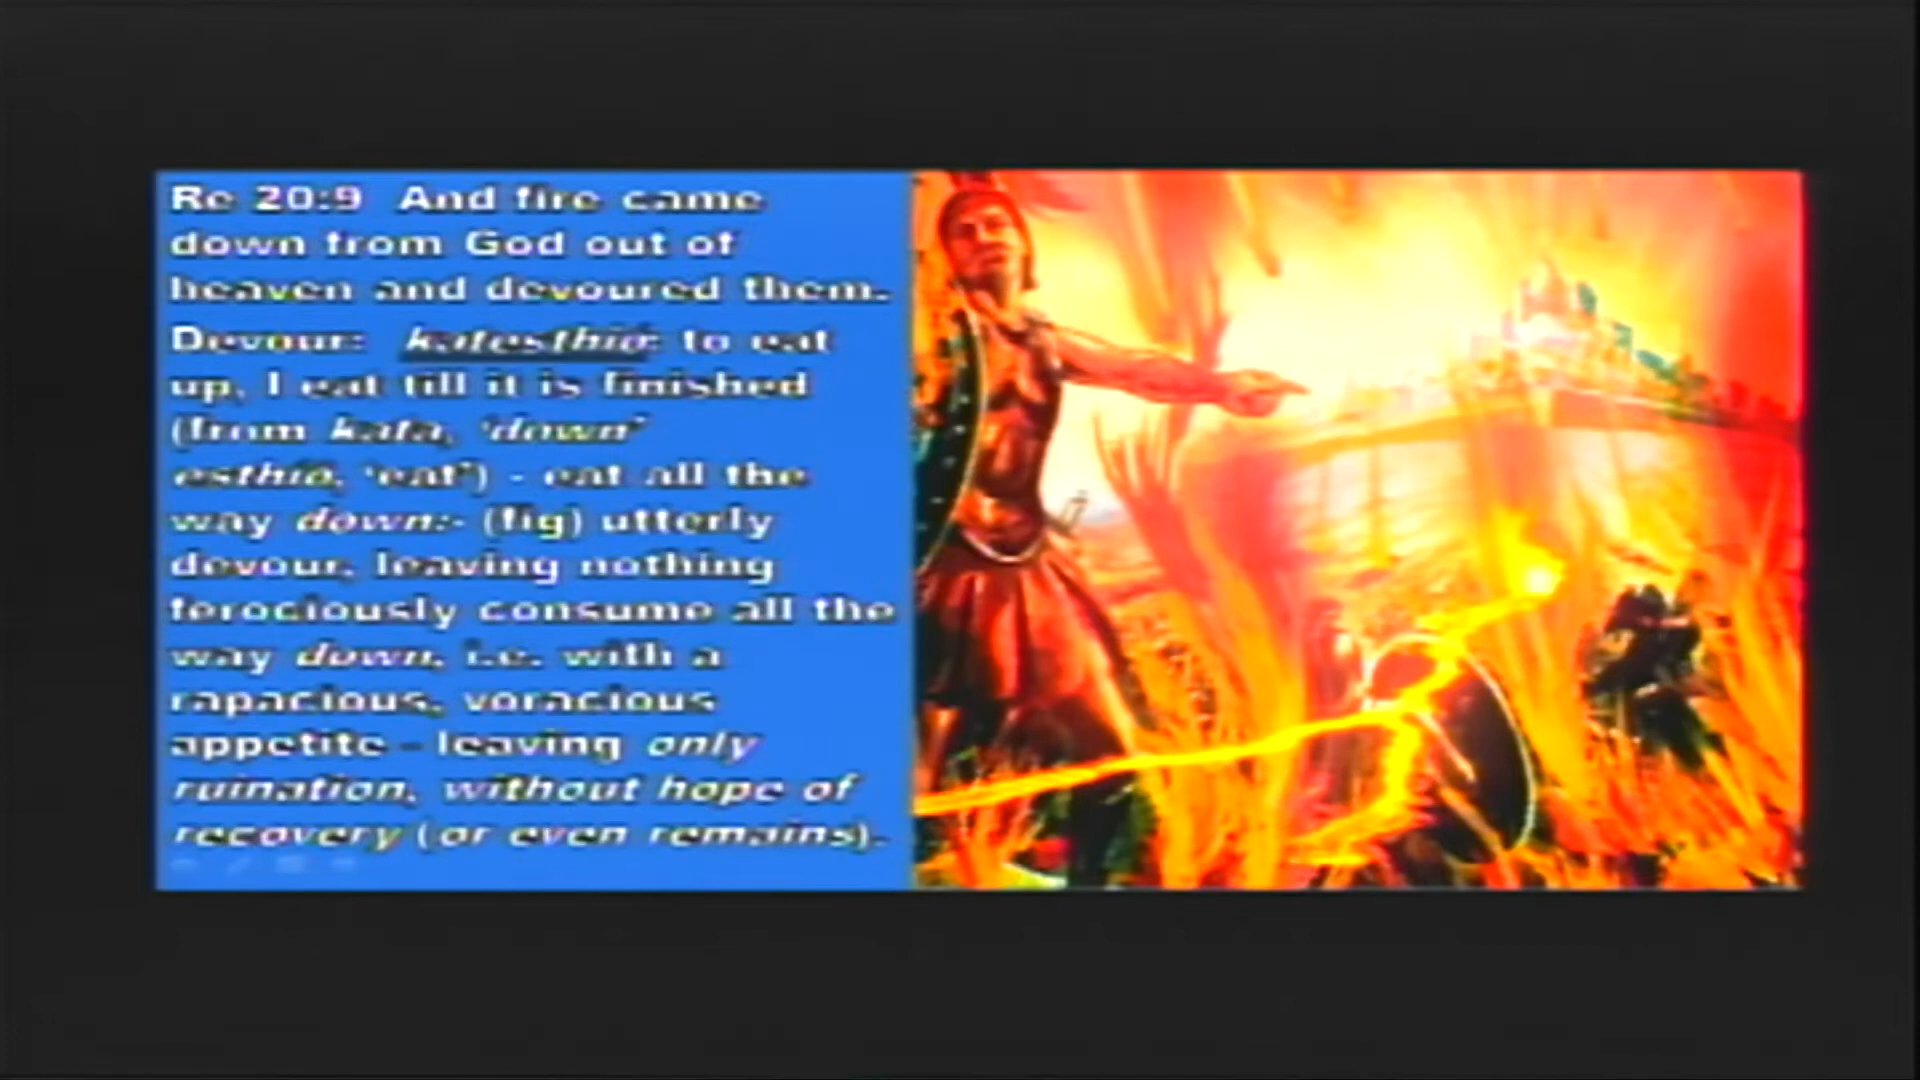 Re 20:9 And fire came
down from God out of
heaven and devoured them.
Devour: katesthió: to eat
up, I eat till it is finished
(from kata, ‘down’
esthió, ‘eat’) - eat all the
way down:- (fig) utterly
devour, leaving nothing
ferociously consume all the
way down, i.e. with a
rapacious, voracious
appetite - leaving only
ruination, without hope of
recovery (or even remains).